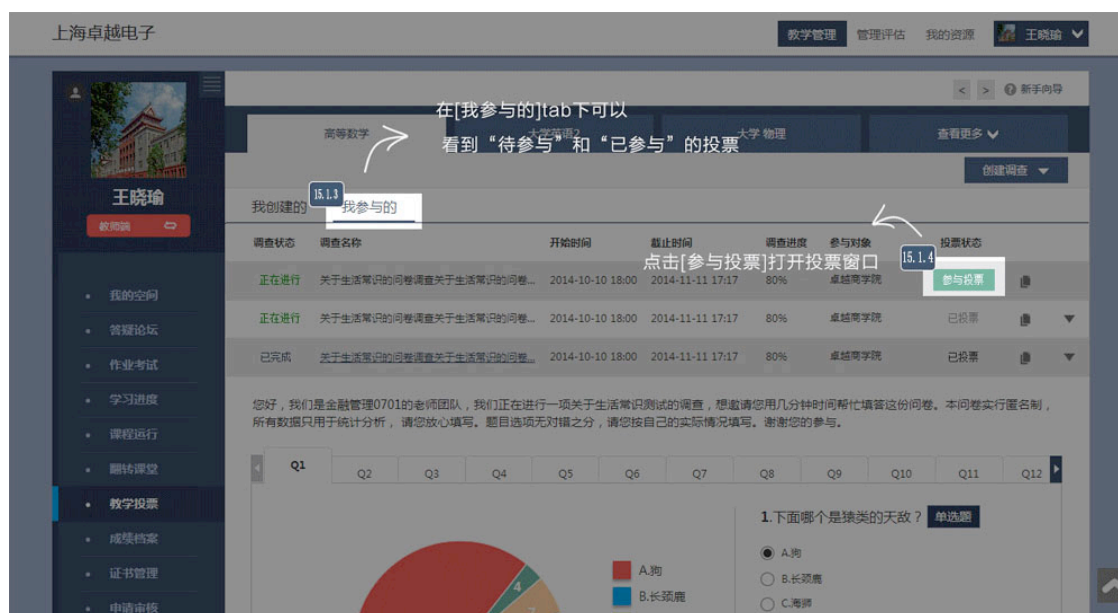 上海卓越电子
教学管理 管理评估 我的资源 王晓瑜
< > 新手向导
高等数学 大学英语2 大学 物理 查看更多
在[我参与的]tab下可以
看到“待参与”和“已参与”的投票
创建调查
王晓瑜
教师端
15.1.3
我创建的 我参与的
调查状态 调查名称 开始时间 截止时间 调查进度 参与对象 投票状态
点击[参与投票]打开投票窗口
15.1.4
正在进行 关于生活常识的问卷调查关于生活常识的问卷... 2014-10-10 18:00 2014-11-11 17:17 80% 卓越商学院 参与投票
正在进行 关于生活常识的问卷调查关于生活常识的问卷... 2014-10-10 18:00 2014-11-11 17:17 80% 卓越商学院 已投票
已完成 关于生活常识的问卷调查关于生活常识的问卷... 2014-10-10 18:00 2014-11-11 17:17 80% 卓越商学院 已投票
我的空间
答疑论坛
作业考试
学习进度
课程运行
翻转课堂
教学投票
成绩档案
证书管理
申请审核
您好，我们是金融管理0701的老师团队，我们正在进行一项关于生活常识测试的调查，想邀请您用几分钟时间帮忙填答这份问卷。本问卷实行匿名制，
所有数据只用于统计分析， 请您放心填写。题目选项无对错之分，请您按自己的实际情况填写。谢谢您的参与。
Q1 Q2 Q3 Q4 Q5 Q6 Q7 Q8 Q9 Q10 Q11 Q12
1.下面哪个是猿类的天敌？ 单选题
4
7
A.狗
B.长颈鹿
A.狗
B.长颈鹿
C.海狮